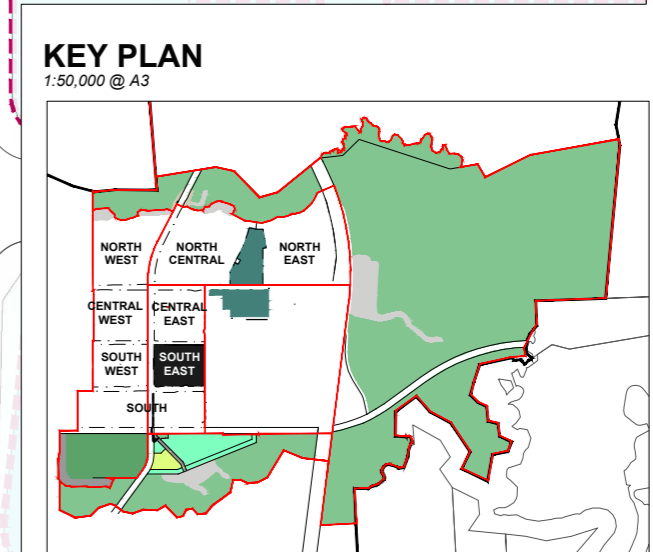 KEY PLAN
1:50,000 @ A3
NORTH
WEST
NORTH
CENTRAL
NORTH
EAST
CENTRAL
WEST
CENTRAL
EAST
SOUTH
WEST
SOUTH
EAST
SOUTH